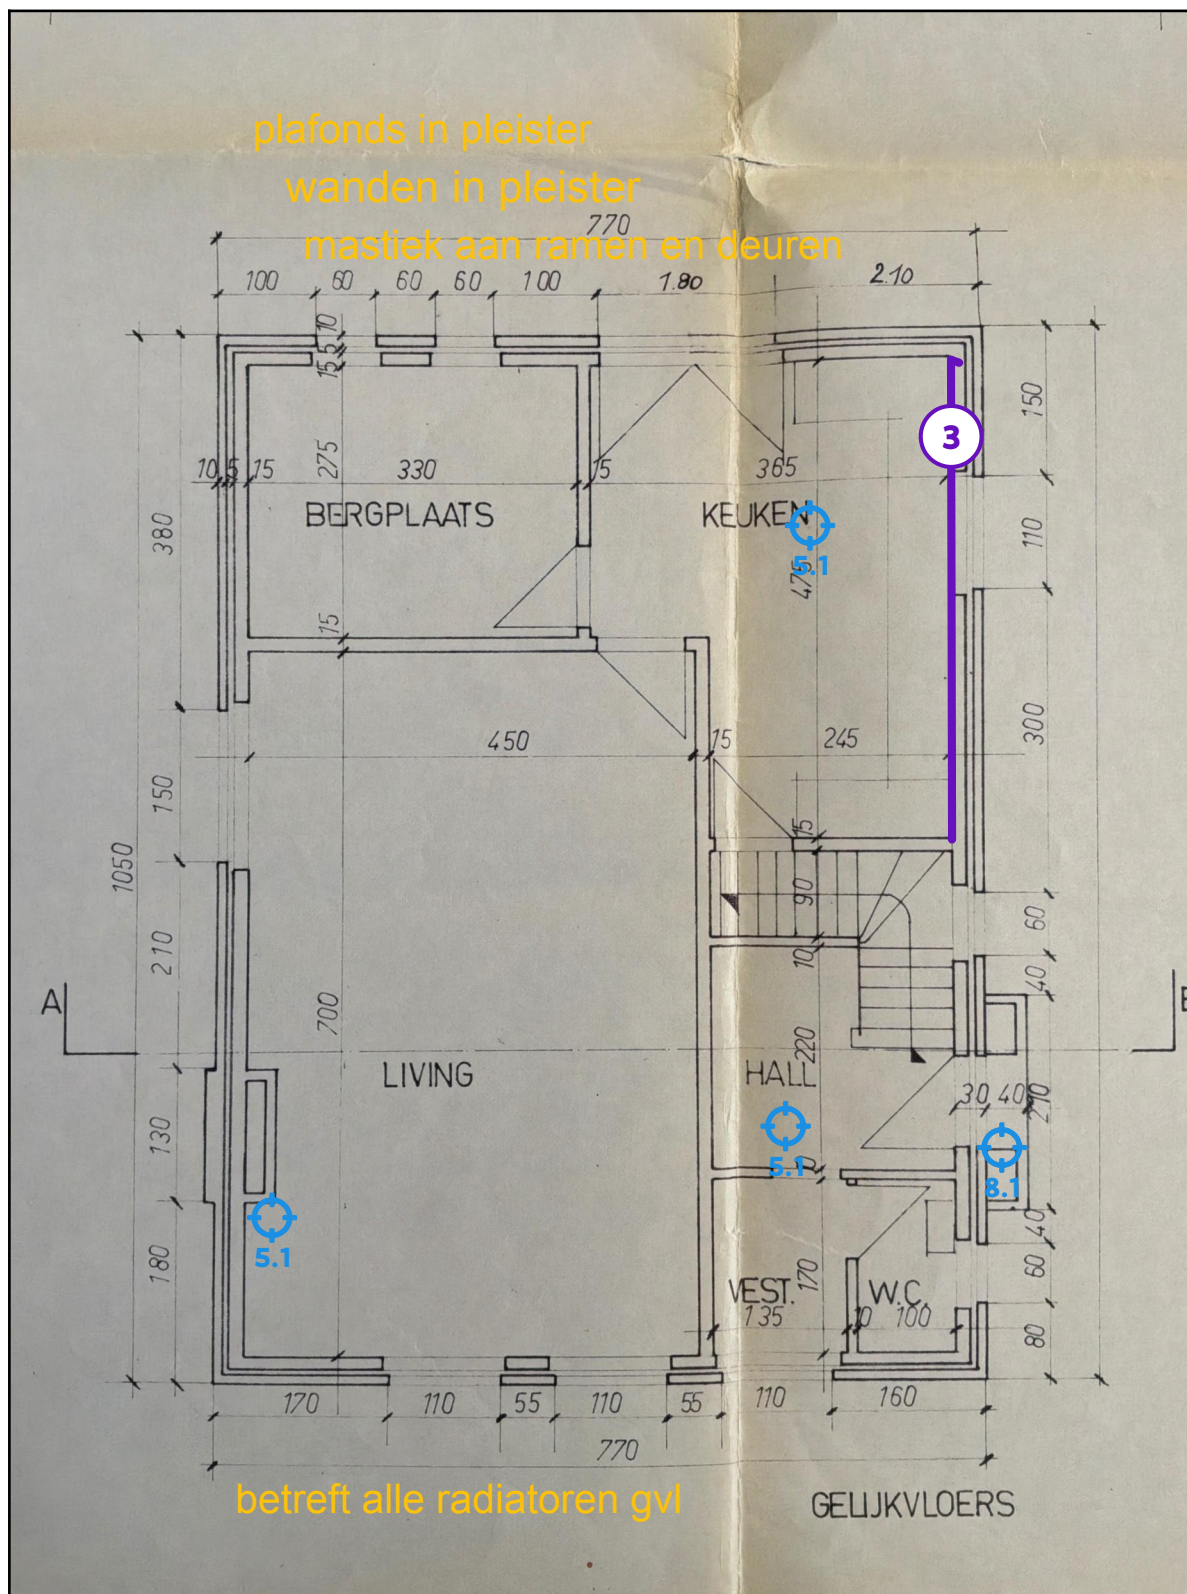 plafonds in pleister
wanden in pleister
770
mastiek aan ramen en deuren
100 60 60 60 100 1.80 2.10
10
5
15
150
3
275
10 5 15 330 15 365
BERGPLAATS KEUKEN
380
110
5.1
475
15
450 15 245
300
150
15
1050
90
60
210
10
40
A
700
220
LIVING HALL
30 40
210
130
5.1
8.1
5.1
40
180
60
170
VEST. W.C.
135 10 100
80
170 110 55 110 55 110 160
770
betreft alle radiatoren gvl
GELIJKVLOERS